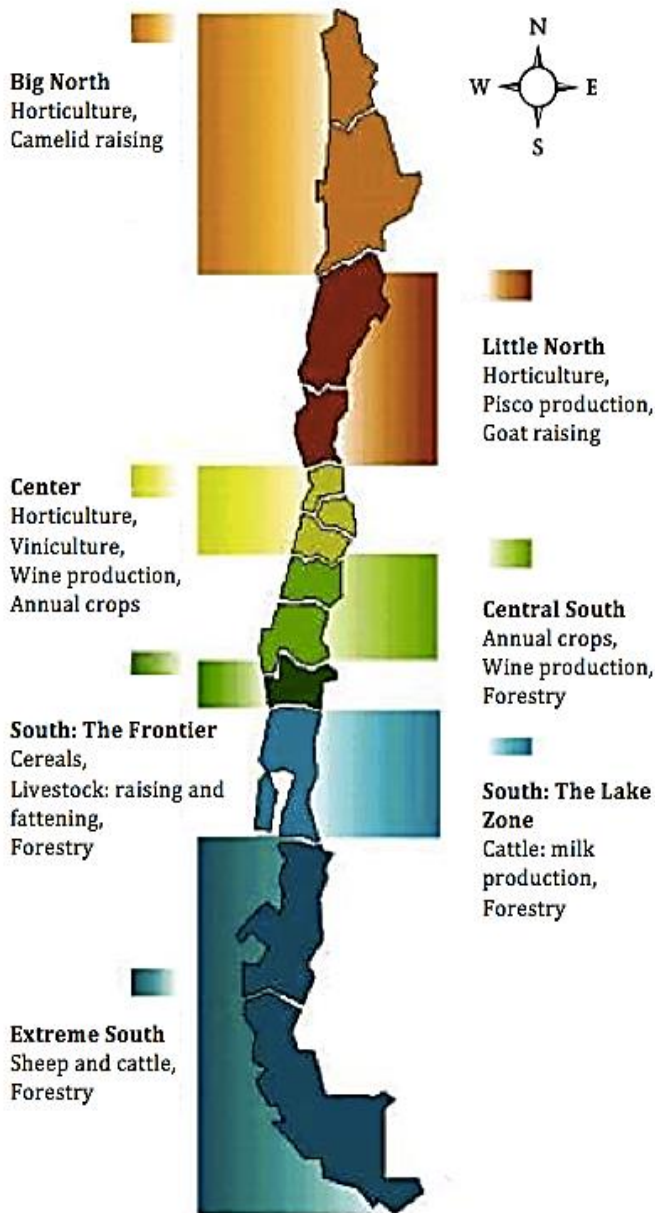 N
W E
S
Big North
Horticulture,
Camelid raising
Little North
Horticulture,
Pisco production,
Goat raising
Center
Horticulture,
Viniculture,
Wine production,
Annual crops
Central South
Annual crops,
Wine production,
Forestry
South: The Frontier
Cereals,
Livestock: raising and
fattening,
Forestry
South: The Lake
Zone
Cattle: milk
production,
Forestry
Extreme South
Sheep and cattle,
Forestry